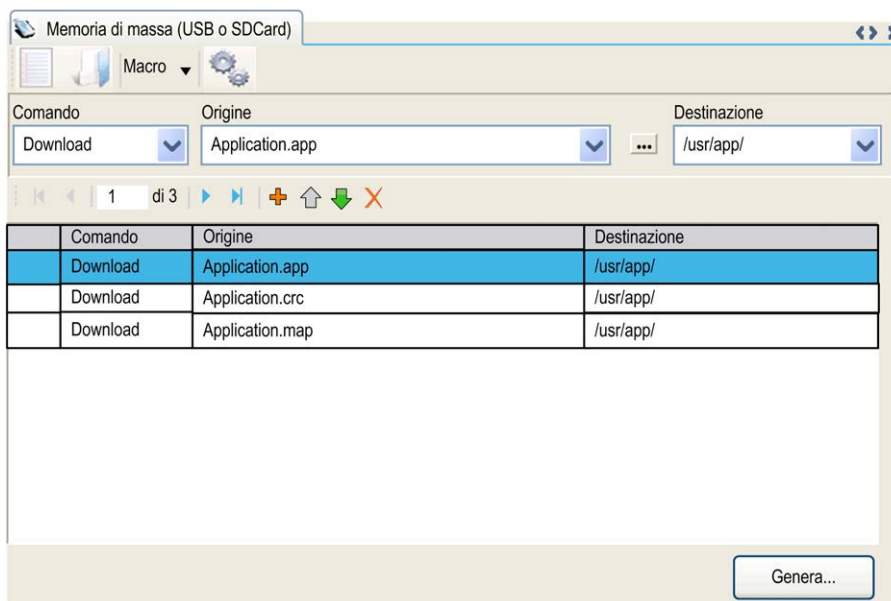 Memoria di massa (USB o SDCard)
Macro
Comando Origine Destinazione
Download Application.app ... /usr/app/
1 di 3
Comando Origine Destinazione
Download Application.app /usr/app/
Download Application.crc /usr/app/
Download Application.map /usr/app/
Genera...